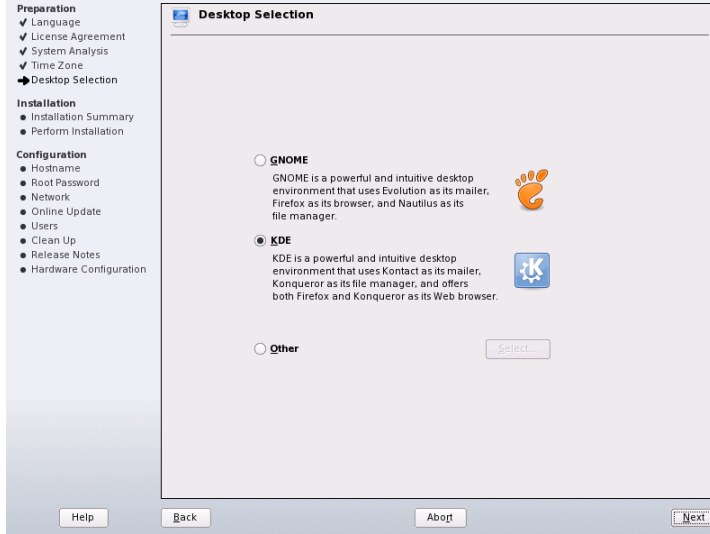 Preparation
Language
License Agreement
System Analysis
Time Zone
Desktop Selection
Installation
Installation Summary
Perform Installation
Configuration
Hostname
Root Password
Network
Online Update
Users
Clean Up
Release Notes
Hardware Configuration
Desktop Selection
GNOME
GNOME is a powerful and intuitive desktop
environment that uses Evolution as its mailer,
Firefox as its browser, and Nautilus as its
file manager.
KDE
KDE is a powerful and intuitive desktop
environment that uses Kontact as its mailer,
Konqueror as its file manager, and offers
both Firefox and Konqueror as its Web browser.
Other
Select...
Help
Back
Abort
Next